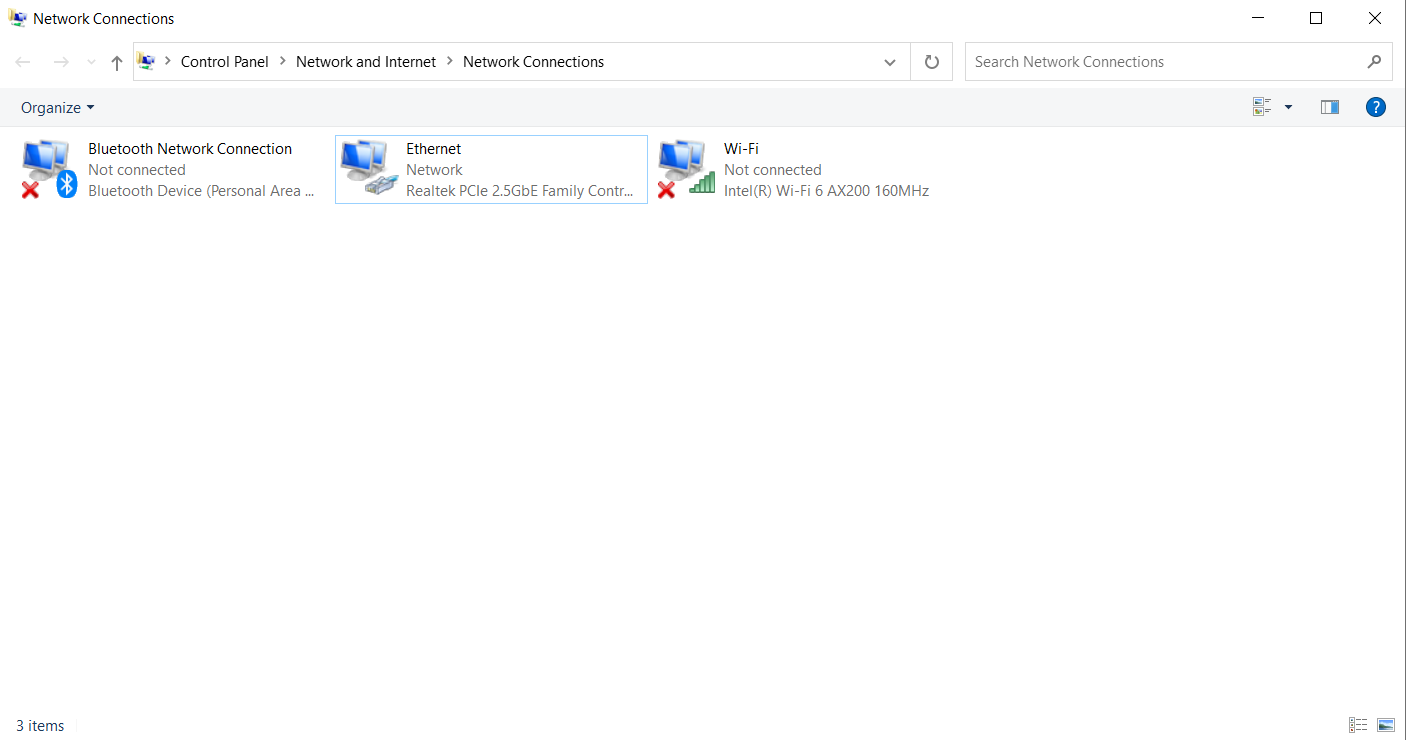 Network Connections
Control Panel > Network and Internet > Network Connections
Search Network Connections
Organize
?
Bluetooth Network Connection
Not connected
Bluetooth Device (Personal Area ...
Ethernet
Network
Realtek PCIe 2.5GbE Family Contr...
Wi-Fi
Not connected
Intel(R) Wi-Fi 6 AX200 160MHz
3 items